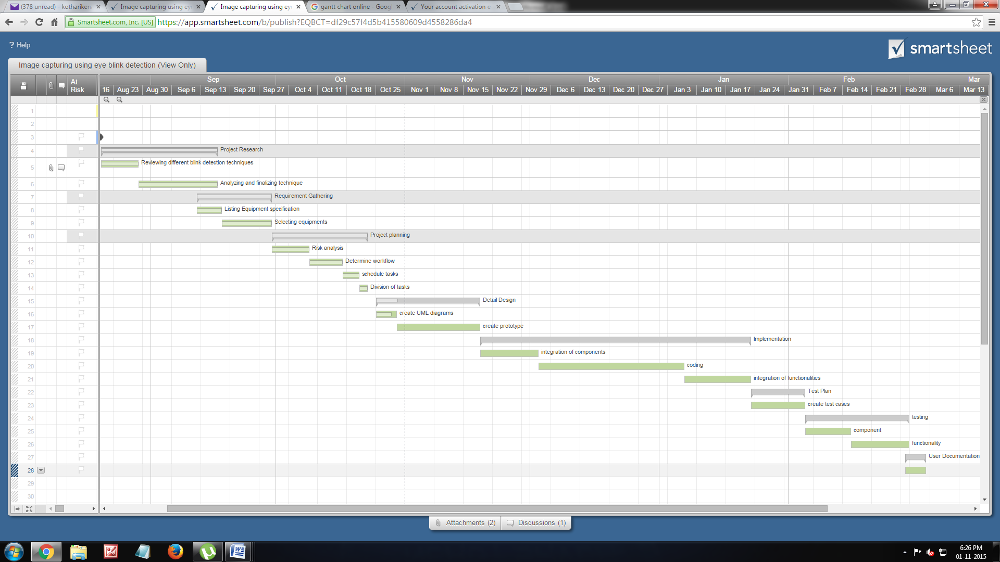 (378 unread) - kothariken
Image capturing using ey
Image capturing using ey
gantt chart online - Goog
Your account activation e
Smartsheet.com, Inc. [US]
https://app.smartsheet.com/b/publish?EQBCT=df29c57f4d5b415580609d4558286da4
? Help
smartsheet
Image capturing using eye blink detection (View Only)
At Risk
Sep Oct Nov Dec Jan Feb Mar
16 Aug 23 Aug 30 Sep 6 Sep 13 Sep 20 Sep 27 Oct 4 Oct 11 Oct 18 Oct 25 Nov 1 Nov 8 Nov 15 Nov 22 Nov 29 Dec 6 Dec 13 Dec 20 Dec 27 Jan 3 Jan 10 Jan 17 Jan 24 Jan 31 Feb 7 Feb 14 Feb 21 Feb 28 Mar 6 Mar 13
1
2
3
4 Project Research
5 Reviewing different blink detection techniques
6 Analyzing and finalizing technique
7 Requirement Gathering
8 Listing Equipment specification
9 Selecting equipments
10 Project planning
11 Risk analysis
12 Determine workflow
13 schedule tasks
14 Division of tasks
15 Detail Design
16 create UML diagrams
17 create prototype
18 Implementation
19 integration of components
20 coding
21 integration of functionalities
22 Test Plan
23 create test cases
24 testing
25 component
26 functionality
27 User Documentation
28
29
30
Attachments (2)
Discussions (1)
6:26 PM
01-11-2015